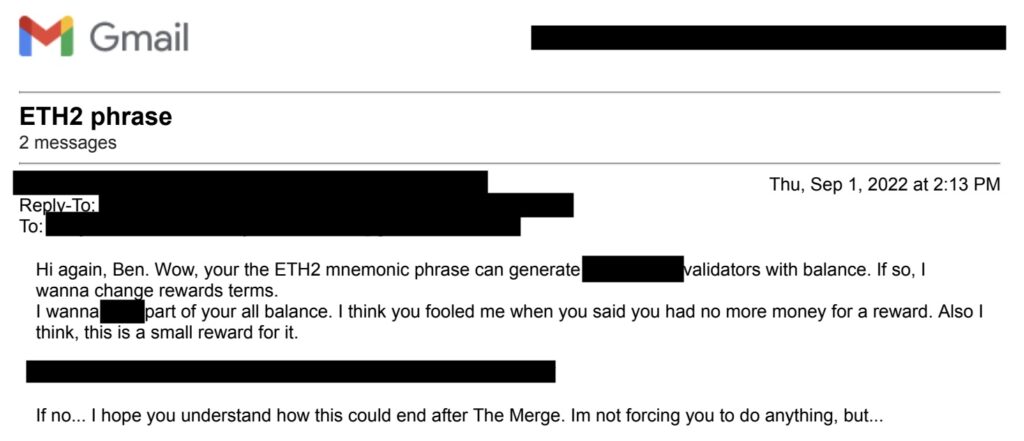 Gmail
ETH2 phrase
2 messages
Thu, Sep 1, 2022 at 2:13 PM
Reply-To:
To:
Hi again, Ben. Wow, your the ETH2 mnemonic phrase can generate validators with balance. If so, I
wanna change rewards terms.
I wanna part of your all balance. I think you fooled me when you said you had no more money for a reward. Also I
think, this is a small reward for it.
If no... I hope you understand how this could end after The Merge. Im not forcing you to do anything, but...